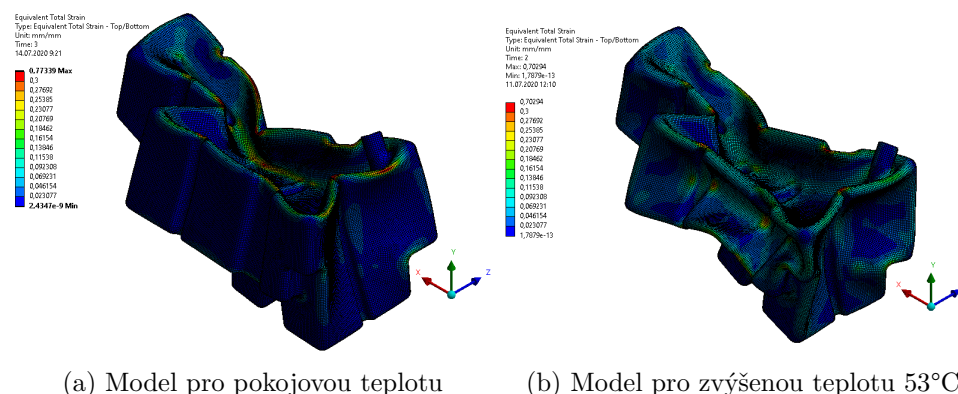 Equivalent Total Strain
Type: Equivalent Total Strain - Top/Bottom
Unit: mm/mm
Time: 3
14.07.2020 9:21
0,77339 Max
0,3
0,27692
0,25385
0,23077
0,20769
0,18462
0,16154
0,13846
0,11538
0,092308
0,069231
0,046154
0,023077
2,4347e-9 Min
X
Y
Z
Equivalent Total Strain
Type: Equivalent Total Strain - Top/Bottom
Unit: mm/mm
Time: 2
Max: 0,70294
Min: 1,7879e-13
11.07.2020 12:10
0,70294
0,3
0,27692
0,25385
0,23077
0,20769
0,18462
0,16154
0,13846
0,11538
0,092308
0,069231
0,046154
0,023077
1,7879e-13
X
Y
(a) Model pro pokojovou teplotu
(b) Model pro zvýšenou teplotu 53°C